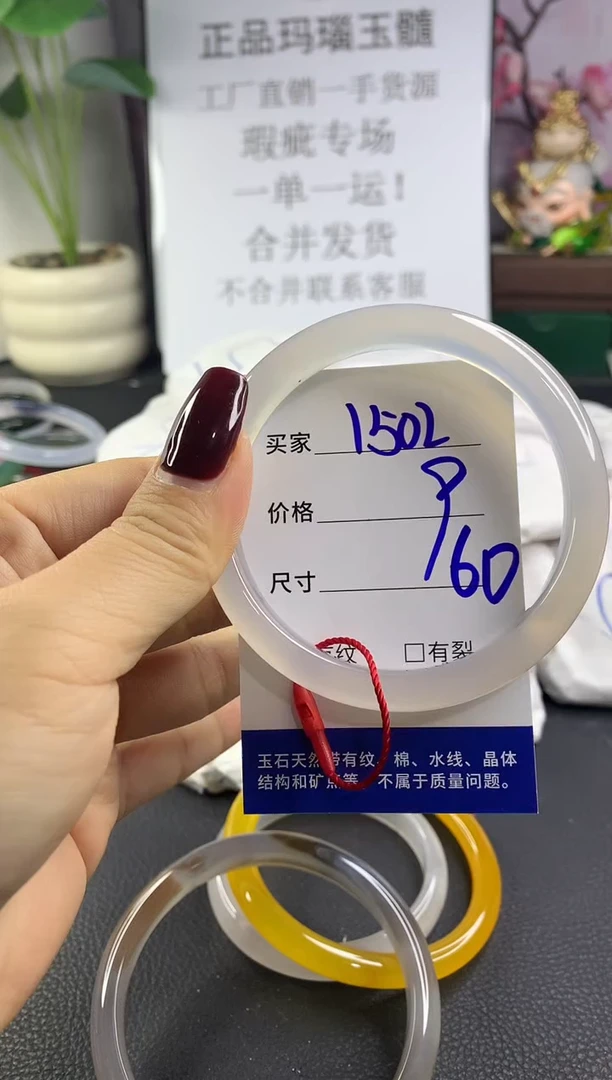 正品玛瑙玉髓
工厂直销一手货源
瑕疵专场
一单一运！
合并发货
不合并联系客服
买家 1502
价格 9
尺寸 60
纹 □有裂
玉石天然带有纹、棉、水线、晶体
结构和矿点等，不属于质量问题。